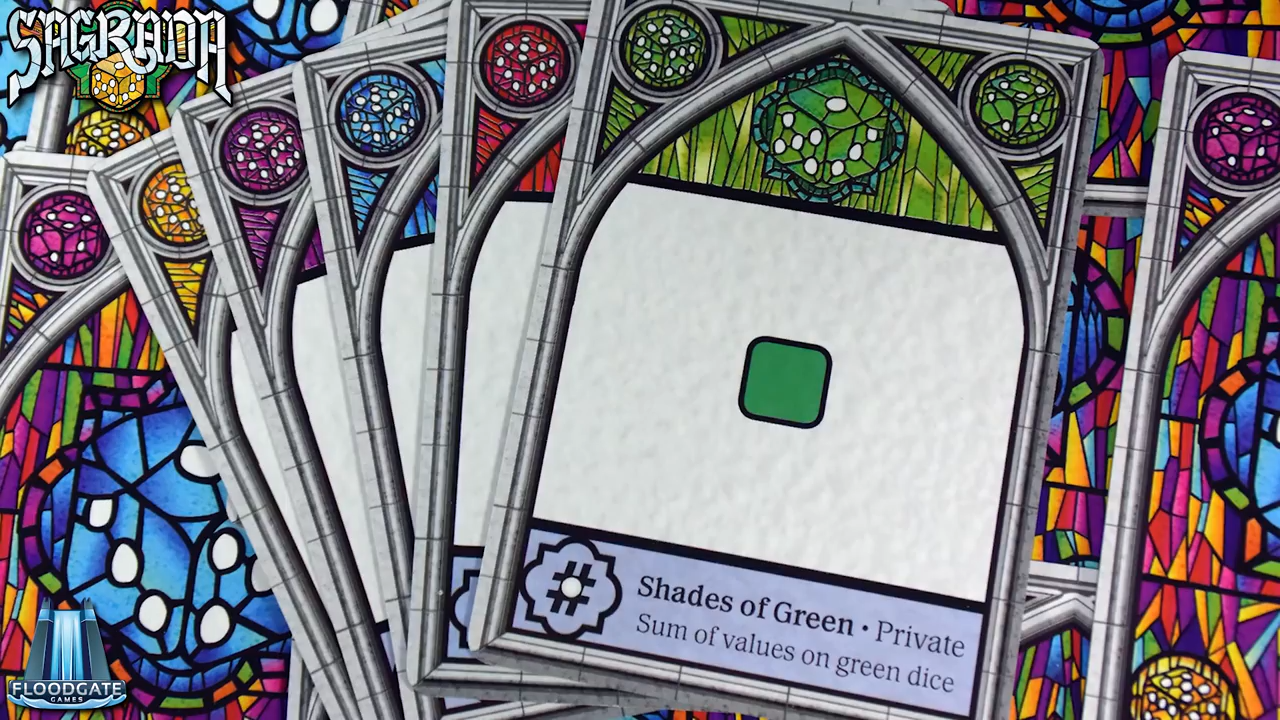 SAGRADA
Shades of Green • Private
#
Sum of values on green dice
FLOODGATE
GAMES